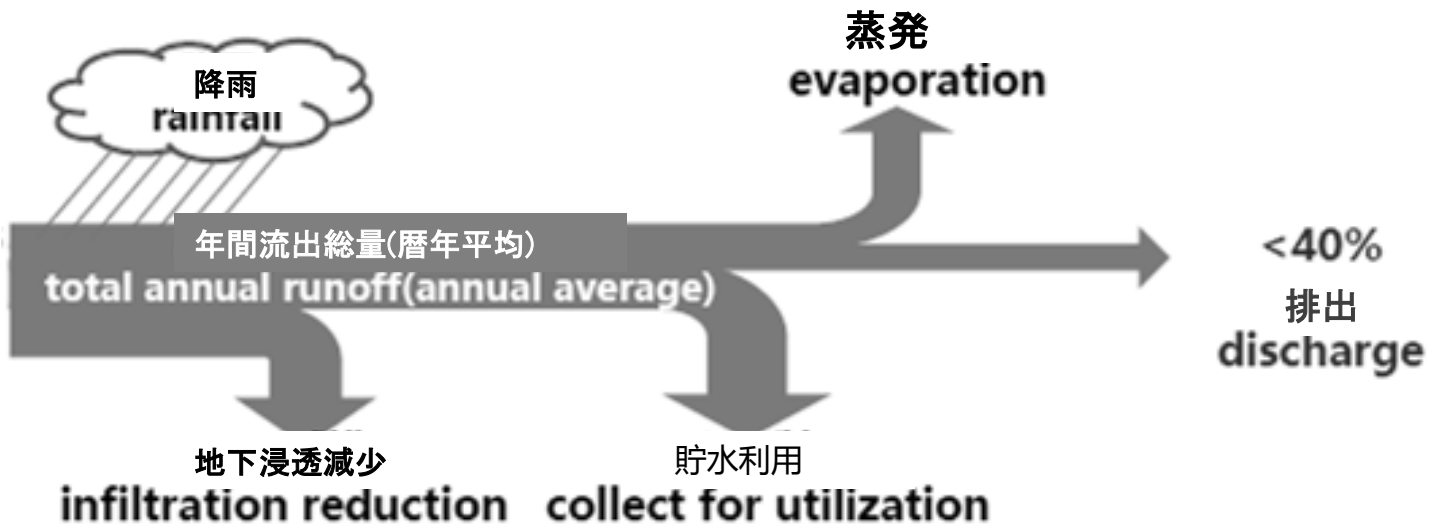 降雨
rainfall
蒸発
evaporation
年間流出総量(暦年平均)
total annual runoff(annual average)
<40%
排出
discharge
地下浸透減少
infiltration reduction
貯水利用
collect for utilization